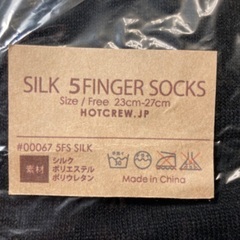 SILK 5FINGER SOCKS
Size / Free 23cm-27cm
HOTCREW.JP
#00067 5FS SILK
素材
シルク
ポリエステル
ポリウレタン
Made in China